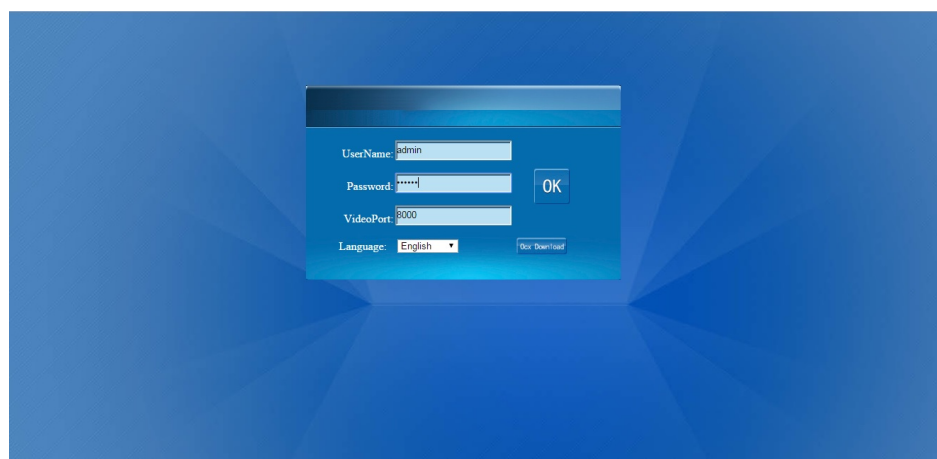 UserName: admin
Password: ••••••
OK
VideoPort: 8000
Language: English
Ocx Download